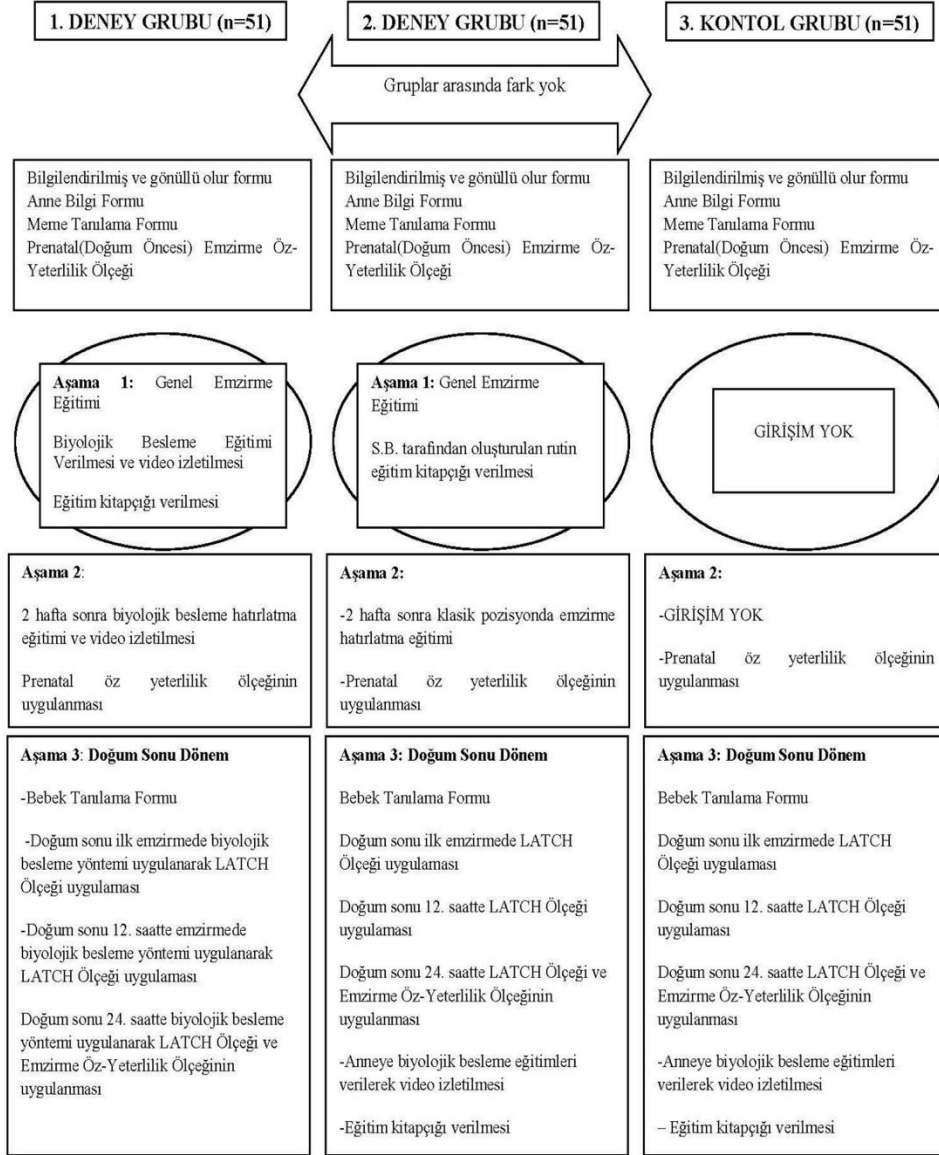 1. DENEY GRUBU (n=51)
2. DENEY GRUBU (n=51)
3. KONTOL GRUBU (n=51)
Gruplar arasında fark yok
Bilgilendirilmiş ve gönüllü olur formu
Anne Bilgi Formu
Meme Tanılama Formu
Prenatal(Doğum Öncesi) Emzirme Öz-
Yeterlilik Ölçeği
Bilgilendirilmiş ve gönüllü olur formu
Anne Bilgi Formu
Meme Tanılama Formu
Prenatal(Doğum Öncesi) Emzirme Öz-
Yeterlilik Ölçeği
Bilgilendirilmiş ve gönüllü olur formu
Anne Bilgi Formu
Meme Tanılama Formu
Prenatal(Doğum Öncesi) Emzirme Öz-
Yeterlilik Ölçeği
Aşama 1: Genel Emzirme
Eğitimi
Biyolojik Besleme Eğitimi
Verilmesi ve video izletilmesi
Eğitim kitapçığı verilmesi
Aşama 1: Genel Emzirme
Eğitimi
S.B. tarafından oluşturulan rutin
eğitim kitapçığı verilmesi
GİRİŞİM YOK
Aşama 2:
2 hafta sonra biyolojik besleme hatırlatma
eğitimi ve video izletilmesi
Prenatal öz yeterlilik ölçeğinin
uygulanması
Aşama 2:
-2 hafta sonra klasik pozisyonda emzirme
hatırlatma eğitimi
-Prenatal öz yeterlilik ölçeğinin
uygulanması
Aşama 2:
-GİRİŞİM YOK
-Prenatal öz yeterlilik ölçeğinin
uygulanması
Aşama 3: Doğum Sonu Dönem
-Bebek Tanılama Formu
-Doğum sonu ilk emzirmede biyolojik
besleme yöntemi uygulanarak LATCH
Ölçeği uygulaması
-Doğum sonu 12. saatte emzirmede
biyolojik besleme yöntemi uygulanarak
LATCH Ölçeği uygulaması
Doğum sonu 24. saatte biyolojik besleme
yöntemi uygulanarak LATCH Ölçeği ve
Emzirme Öz-Yeterlilik Ölçeğinin
uygulanması
Aşama 3: Doğum Sonu Dönem
Bebek Tanılama Formu
Doğum sonu ilk emzirmede LATCH
Ölçeği uygulaması
Doğum sonu 12. saatte LATCH Ölçeği
uygulaması
Doğum sonu 24. saatte LATCH Ölçeği ve
Emzirme Öz-Yeterlilik Ölçeğinin
uygulanması
-Anneye biyolojik besleme eğitimleri
verilerek video izletilmesi
-Eğitim kitapçığı verilmesi
Aşama 3: Doğum Sonu Dönem
Bebek Tanılama Formu
Doğum sonu ilk emzirmede LATCH
Ölçeği uygulaması
Doğum sonu 12. saatte LATCH Ölçeği
uygulaması
Doğum sonu 24. saatte LATCH Ölçeği ve
Emzirme Öz-Yeterlilik Ölçeğinin
uygulanması
-Anneye biyolojik besleme eğitimleri
verilerek video izletilmesi
– Eğitim kitapçığı verilmesi